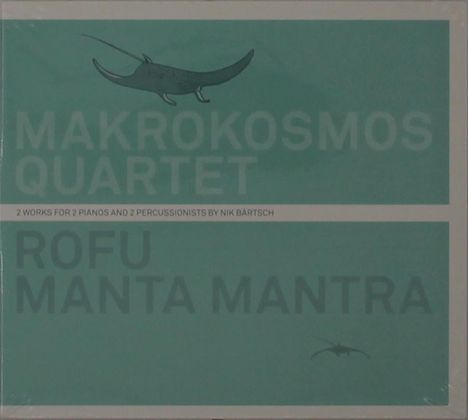 MAKROKOSMOS
QUARTET
2 WORKS FOR 2 PIANOS AND 2 PERCUSSIONISTS BY NIK BÄRTSCH
ROFU
MANTA MANTRA